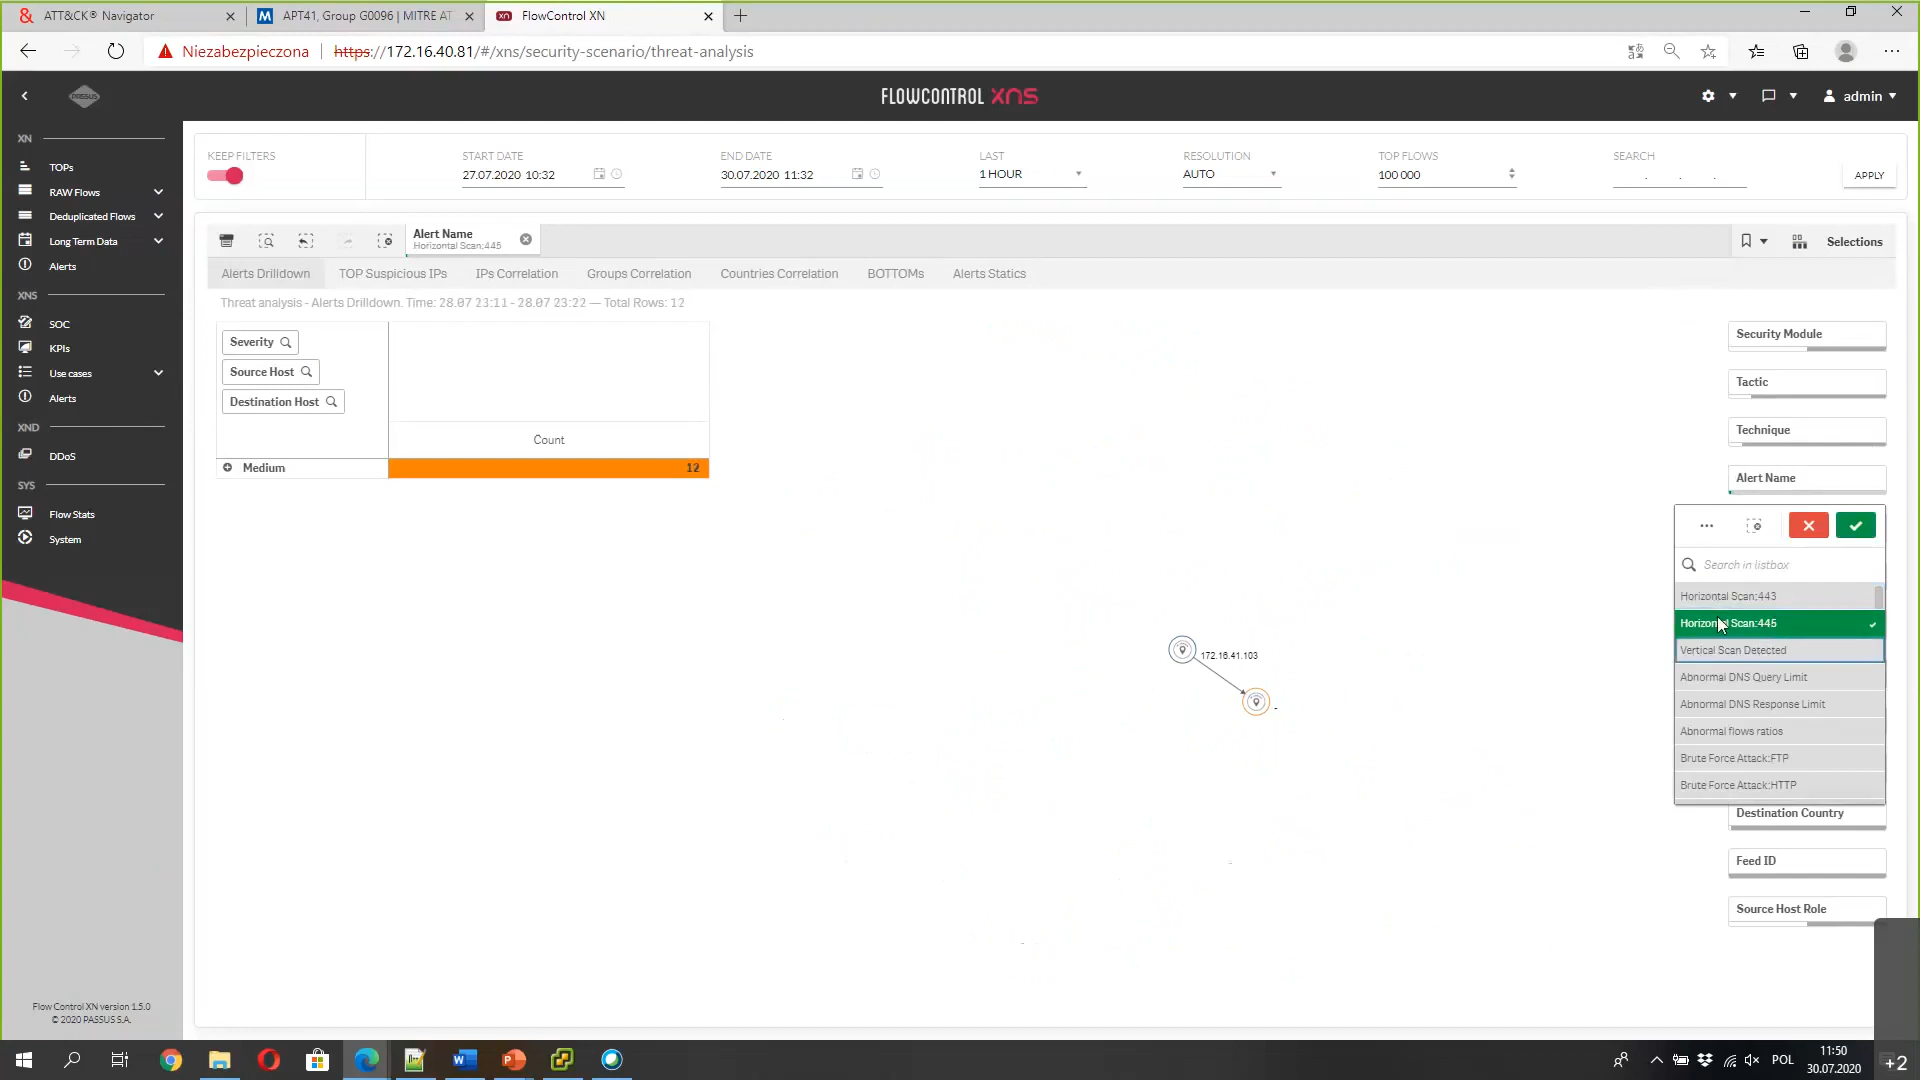 ATT&CK® Navigator
APT41, Group G0096 | MITRE AT
FlowControl XN
Niezabezpieczona
https://172.16.40.81/#/xns/security-scenario/threat-analysis
PASSUS
FLOWCONTROL XNS
admin
XN
TOPs
RAW Flows
Deduplicated Flows
Long Term Data
Alerts
XNS
SOC
KPIs
Use cases
Alerts
XND
DDoS
SYS
Flow Stats
System
Flow Control XN version 1.5.0
© 2020 PASSUS S.A.
KEEP FILTERS
START DATE
27.07.2020 10:32
END DATE
30.07.2020 11:32
LAST
1 HOUR
RESOLUTION
AUTO
TOP FLOWS
100 000
SEARCH
APPLY
Alert Name
Horizontal Scan:445
Selections
Alerts Drilldown
TOP Suspicious IPs
IPs Correlation
Groups Correlation
Countries Correlation
BOTTOMs
Alerts Statics
Threat analysis - Alerts Drilldown. Time: 28.07 23:11 - 28.07 23:22 — Total Rows: 12
Severity
Source Host
Destination Host
Count
Medium
12
172.16.41.103
-
Security Module
Tactic
Technique
Alert Name
Search in listbox
Horizontal Scan:443
Horizontal Scan:445
Vertical Scan Detected
Abnormal DNS Query Limit
Abnormal DNS Response Limit
Abnormal flows ratios
Brute Force Attack:FTP
Brute Force Attack:HTTP
Destination Country
Feed ID
Source Host Role
POL
11:50
30.07.2020
+2